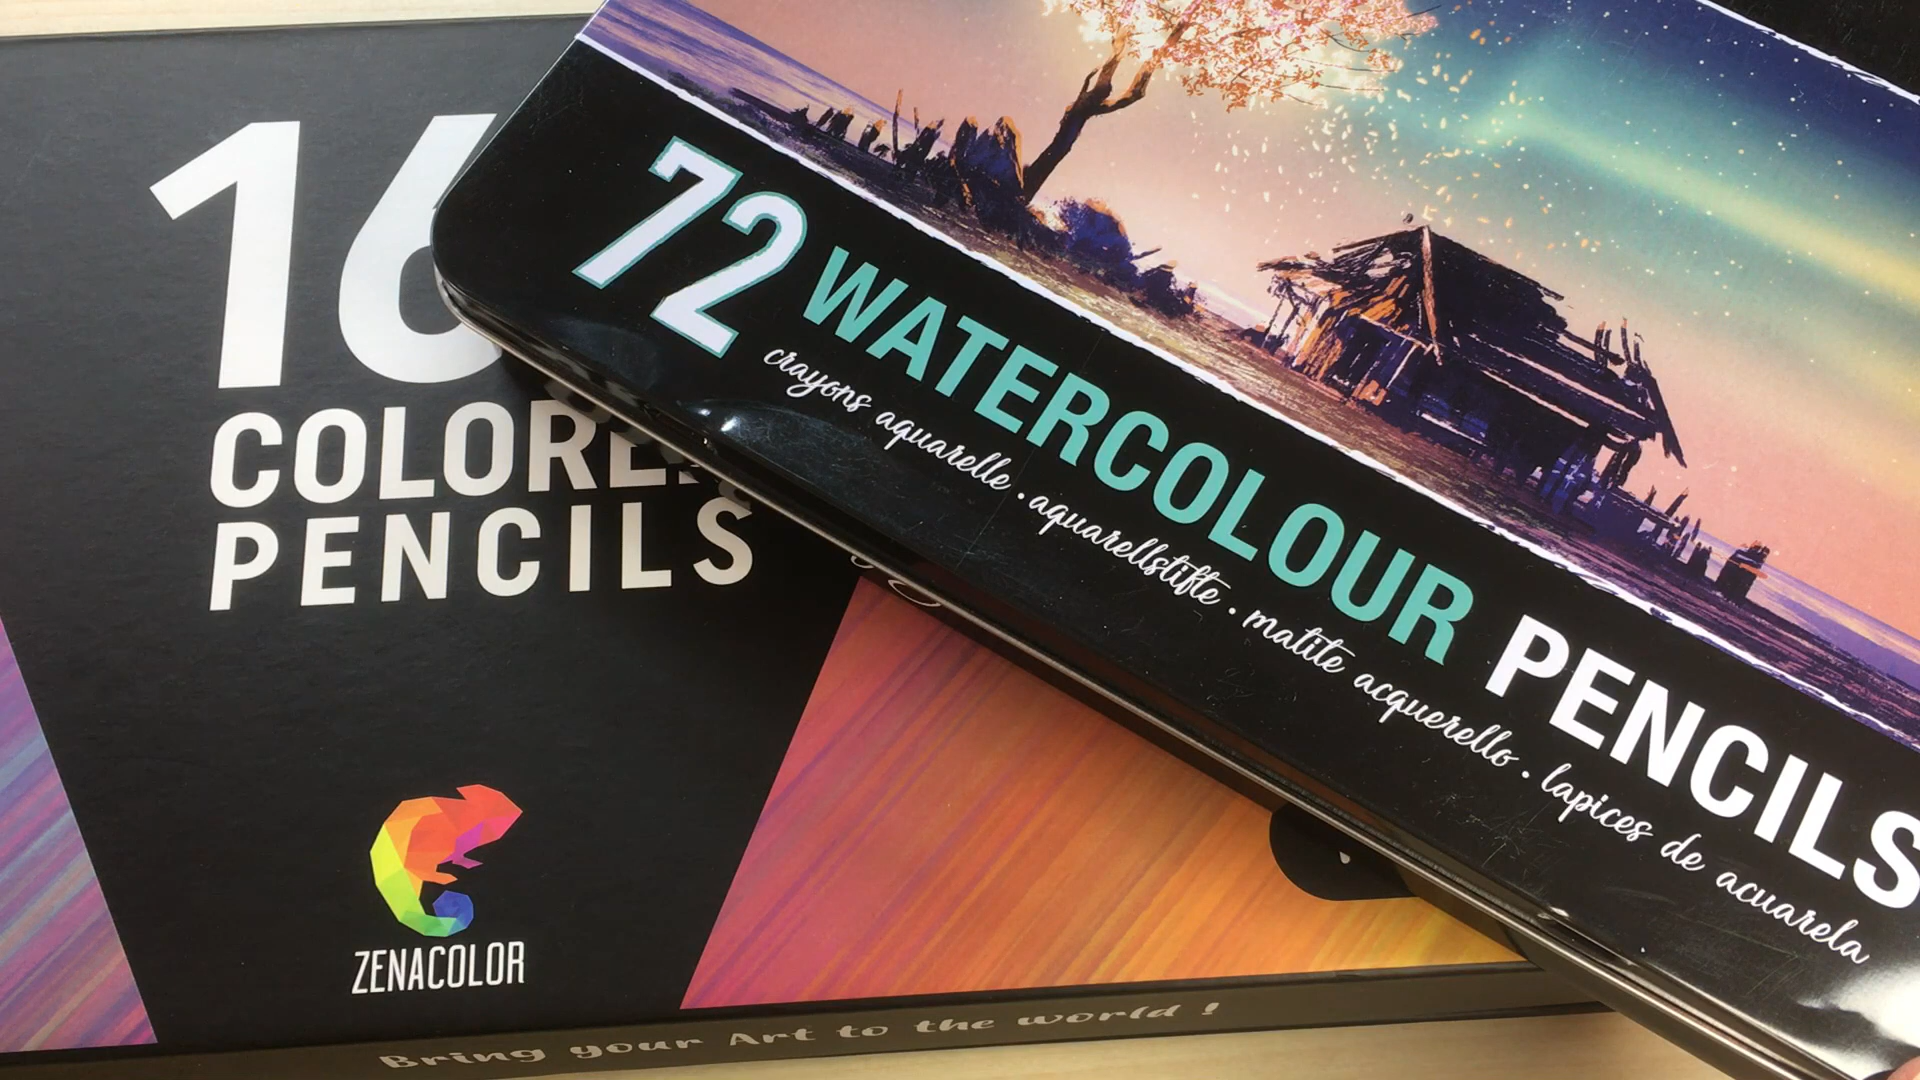 16
COLORE
PENCILS
ZENACOLOR
Bring your Art to the world !
72 WATERCOLOUR PENCILS
crayons aquarelle · aquarellstifte · matite acquerello · lapices de acuarela